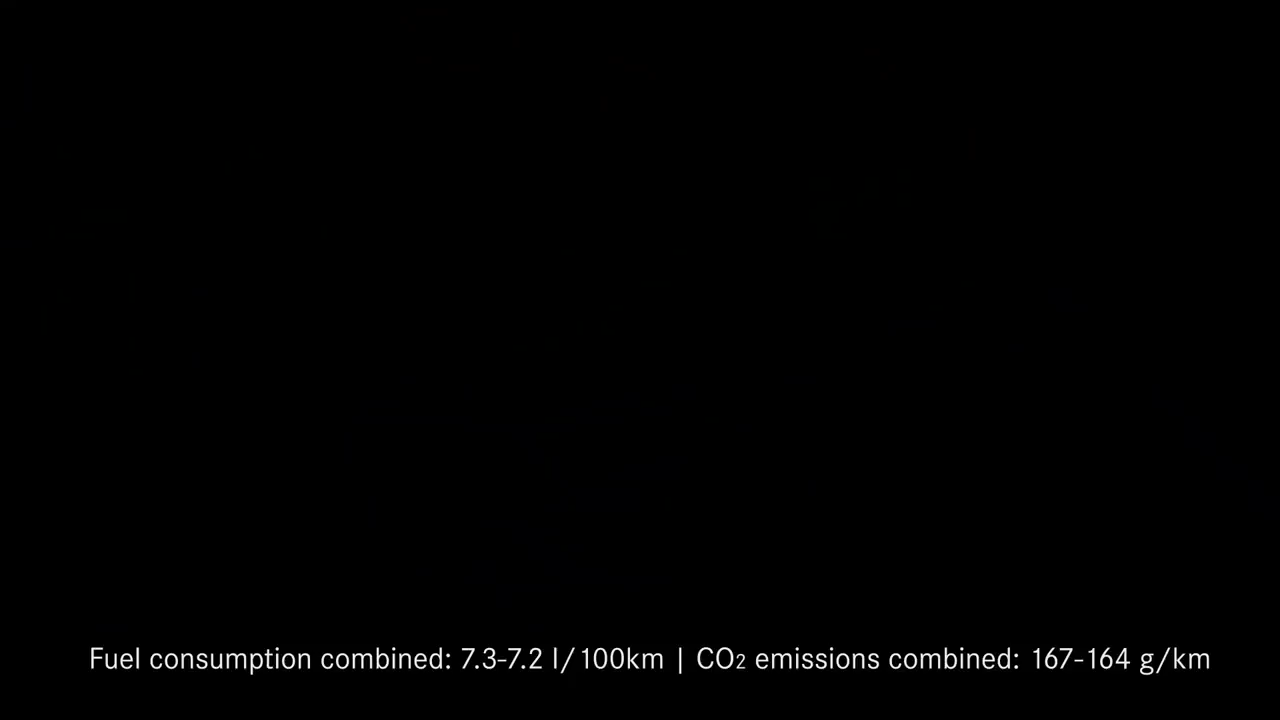 Fuel consumption combined: 7.3-7.2 l/100km | CO₂ emissions combined: 167-164 g/km